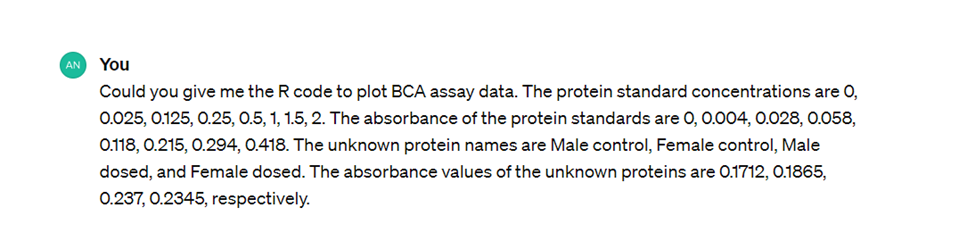 AN You
Could you give me the R code to plot BCA assay data. The protein standard concentrations are 0,
0.025, 0.125, 0.25, 0.5, 1, 1.5, 2. The absorbance of the protein standards are 0, 0.004, 0.028, 0.058,
0.118, 0.215, 0.294, 0.418. The unknown protein names are Male control, Female control, Male
dosed, and Female dosed. The absorbance values of the unknown proteins are 0.1712, 0.1865,
0.237, 0.2345, respectively.